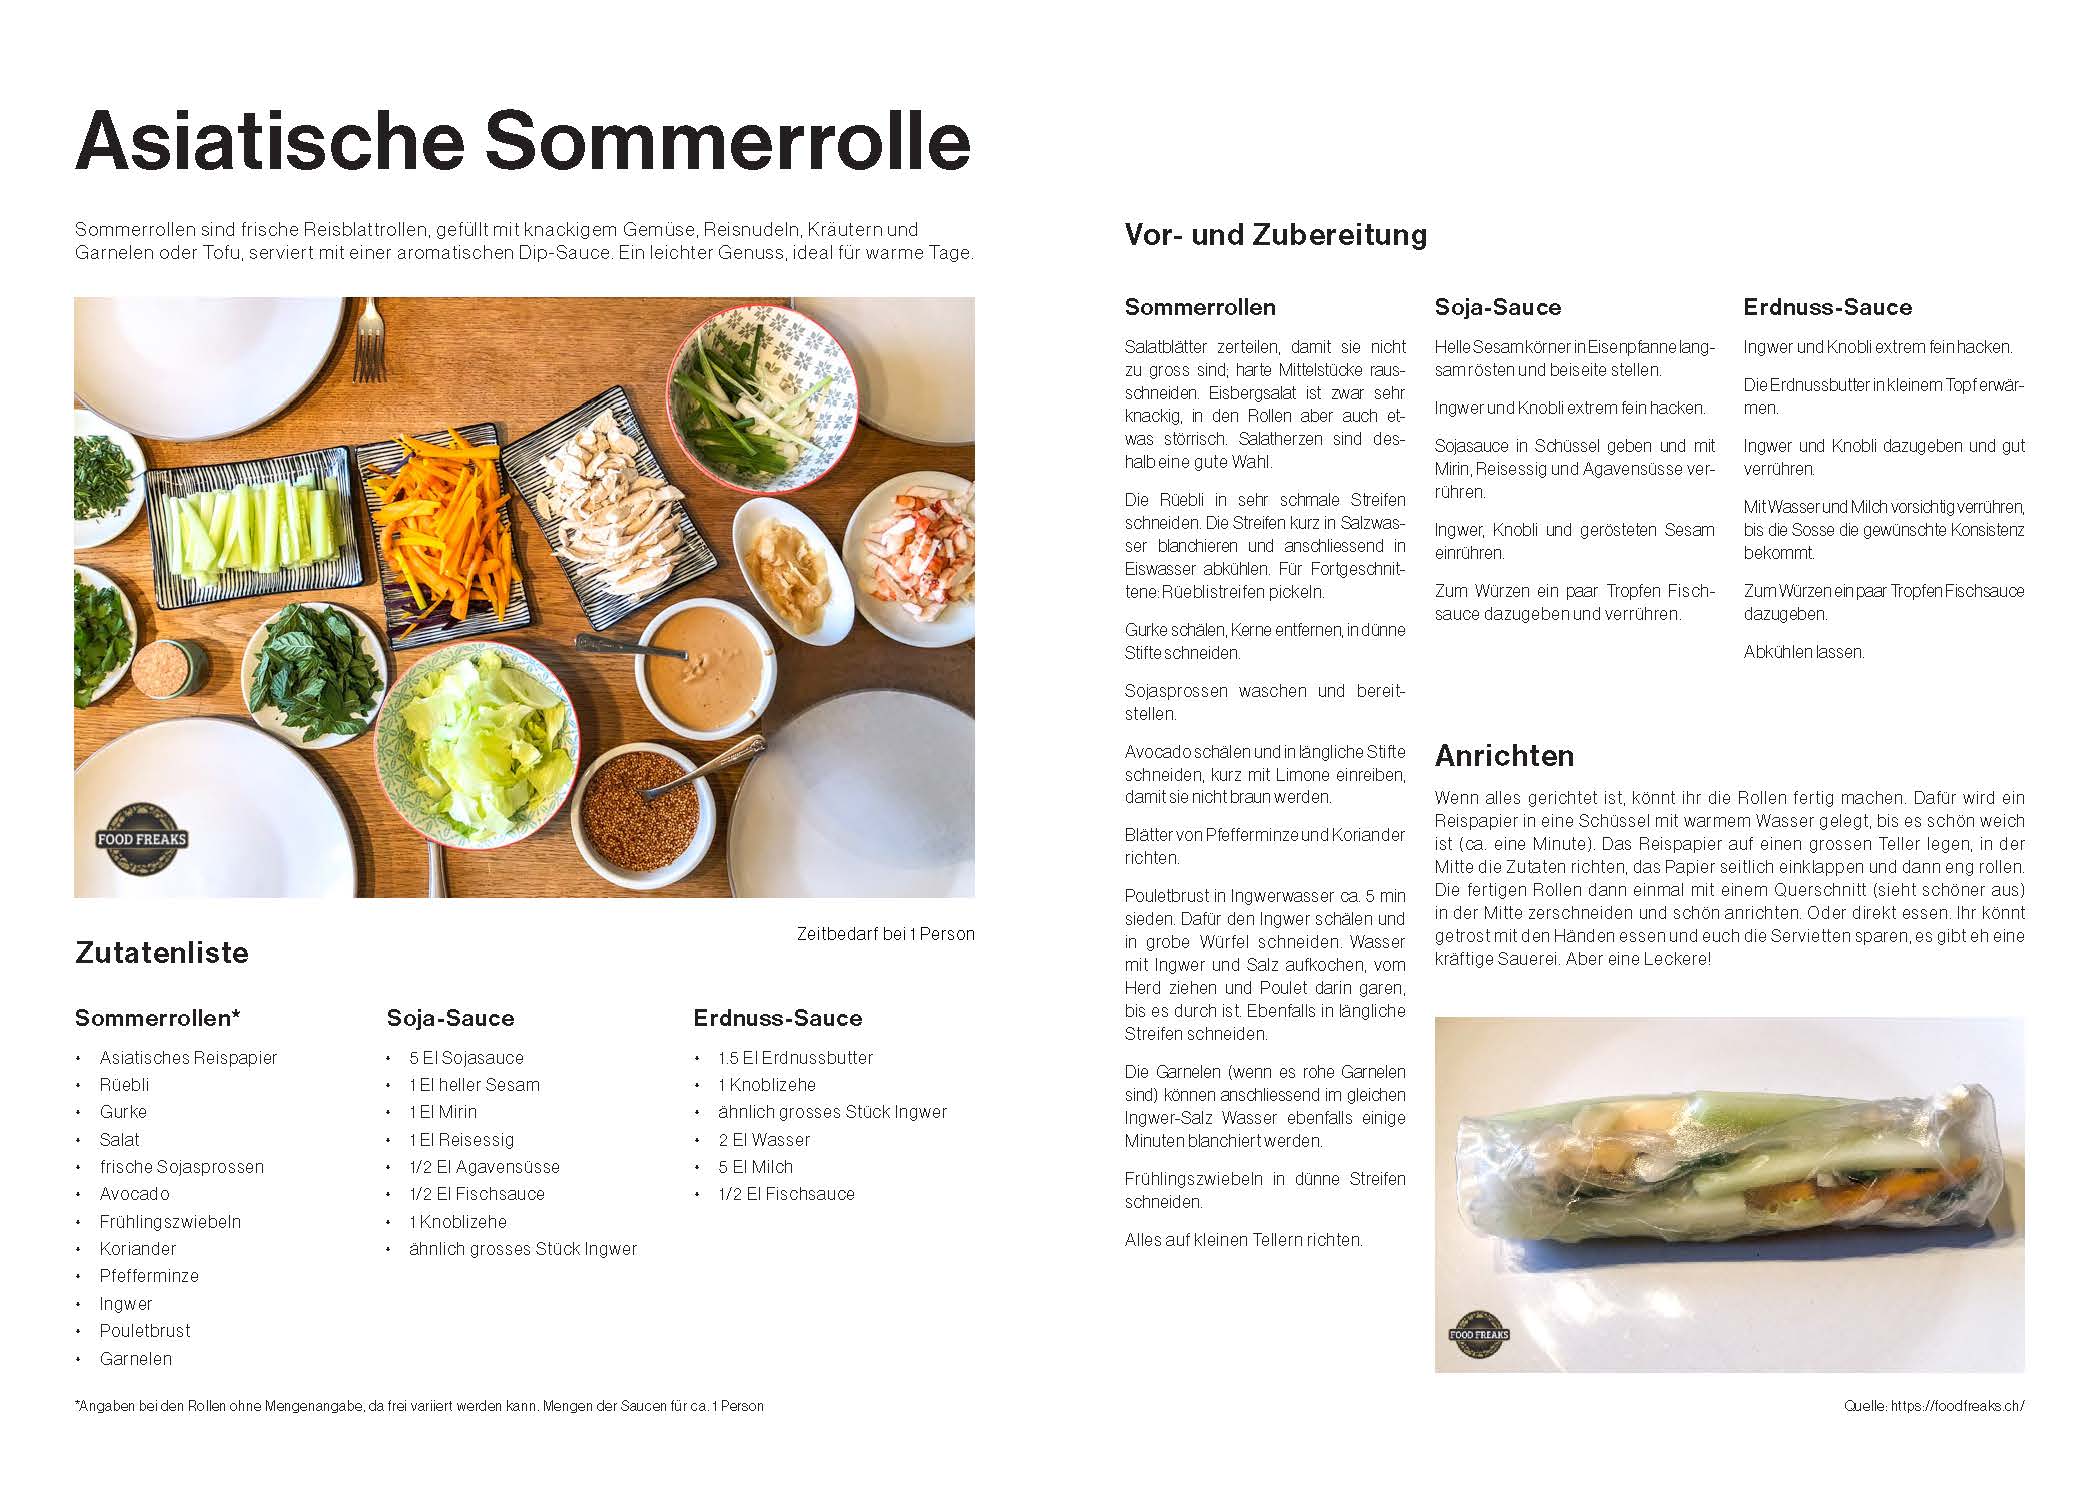 Asiatische Sommerrolle
Sommerrollen sind frische Reisblattrollen, gefüllt mit knackigem Gemüse, Reisnudeln, Kräutern und
Garnelen oder Tofu, serviert mit einer aromatischen Dip-Sauce. Ein leichter Genuss, ideal für warme Tage.
FOOD FREAKS
Zeitbedarf bei 1 Person
Zutatenliste
Sommerrollen*
• Asiatisches Reispapier
• Rüebli
• Gurke
• Salat
• frische Sojasprossen
• Avocado
• Frühlingszwiebeln
• Koriander
• Pfefferminze
• Ingwer
• Pouletbrust
• Garnelen
Soja-Sauce
• 5 El Sojasauce
• 1 El heller Sesam
• 1 El Mirin
• 1 El Reisessig
• 1/2 El Agavensüsse
• 1/2 El Fischsauce
• 1 Knoblizehe
• ähnlich grosses Stück Ingwer
Erdnuss-Sauce
• 1.5 El Erdnussbutter
• 1 Knoblizehe
• ähnlich grosses Stück Ingwer
• 2 El Wasser
• 5 El Milch
• 1/2 El Fischsauce
*Angaben bei den Rollen ohne Mengenangabe, da frei variiert werden kann. Mengen der Saucen für ca. 1 Person
Vor- und Zubereitung
Sommerrollen
Salatblätter zerteilen, damit sie nicht
zu gross sind; harte Mittelstücke raus-
schneiden. Eisbergsalat ist zwar sehr
knackig, in den Rollen aber auch et-
was störrisch. Salatherzen sind des-
halb eine gute Wahl.
Die Rüebli in sehr schmale Streifen
schneiden. Die Streifen kurz in Salzwas-
ser blanchieren und anschliessend in
Eiswasser abkühlen. Für Fortgeschnit-
tene: Rüeblistreifen pickeln.
Gurke schälen, Kerne entfernen, in dünne
Stifte schneiden.
Sojasprossen waschen und bereit-
stellen.
Avocado schälen und in längliche Stifte
schneiden, kurz mit Limone einreiben,
damit sie nicht braun werden.
Blätter von Pfefferminze und Koriander
richten.
Pouletbrust in Ingwerwasser ca. 5 min
sieden. Dafür den Ingwer schälen und
in grobe Würfel schneiden. Wasser
mit Ingwer und Salz aufkochen, vom
Herd ziehen und Poulet darin garen,
bis es durch ist. Ebenfalls in längliche
Streifen schneiden.
Die Garnelen (wenn es rohe Garnelen
sind) können anschliessend im gleichen
Ingwer-Salz Wasser ebenfalls einige
Minuten blanchiert werden.
Frühlingszwiebeln in dünne Streifen
schneiden.
Alles auf kleinen Tellern richten.
Soja-Sauce
Helle Sesamkörner in Eisenpfanne lang-
sam rösten und beiseite stellen.
Ingwer und Knobli extrem fein hacken.
Sojasauce in Schüssel geben und mit
Mirin, Reisessig und Agavensüsse ver-
rühren.
Ingwer, Knobli und gerösteten Sesam
einrühren.
Zum Würzen ein paar Tropfen Fisch-
sauce dazugeben und verrühren.
Erdnuss-Sauce
Ingwer und Knobli extrem fein hacken.
Die Erdnussbutter in kleinem Topf erwär-
men.
Ingwer und Knobli dazugeben und gut
verrühren.
Mit Wasser und Milch vorsichtig verrühren,
bis die Sosse die gewünschte Konsistenz
bekommt.
Zum Würzen ein paar Tropfen Fischsauce
dazugeben.
Abkühlen lassen.
Anrichten
Wenn alles gerichtet ist, könnt ihr die Rollen fertig machen. Dafür wird ein
Reispapier in eine Schüssel mit warmem Wasser gelegt, bis es schön weich
ist (ca. eine Minute). Das Reispapier auf einen grossen Teller legen, in der
Mitte die Zutaten richten, das Papier seitlich einklappen und dann eng rollen.
Die fertigen Rollen dann einmal mit einem Querschnitt (sieht schöner aus)
in der Mitte zerschneiden und schön anrichten. Oder direkt essen. Ihr könnt
getrost mit den Händen essen und euch die Servietten sparen, es gibt eh eine
kräftige Sauerei. Aber eine Leckere!
FOOD FREAKS
Quelle: https://foodfreaks.ch/